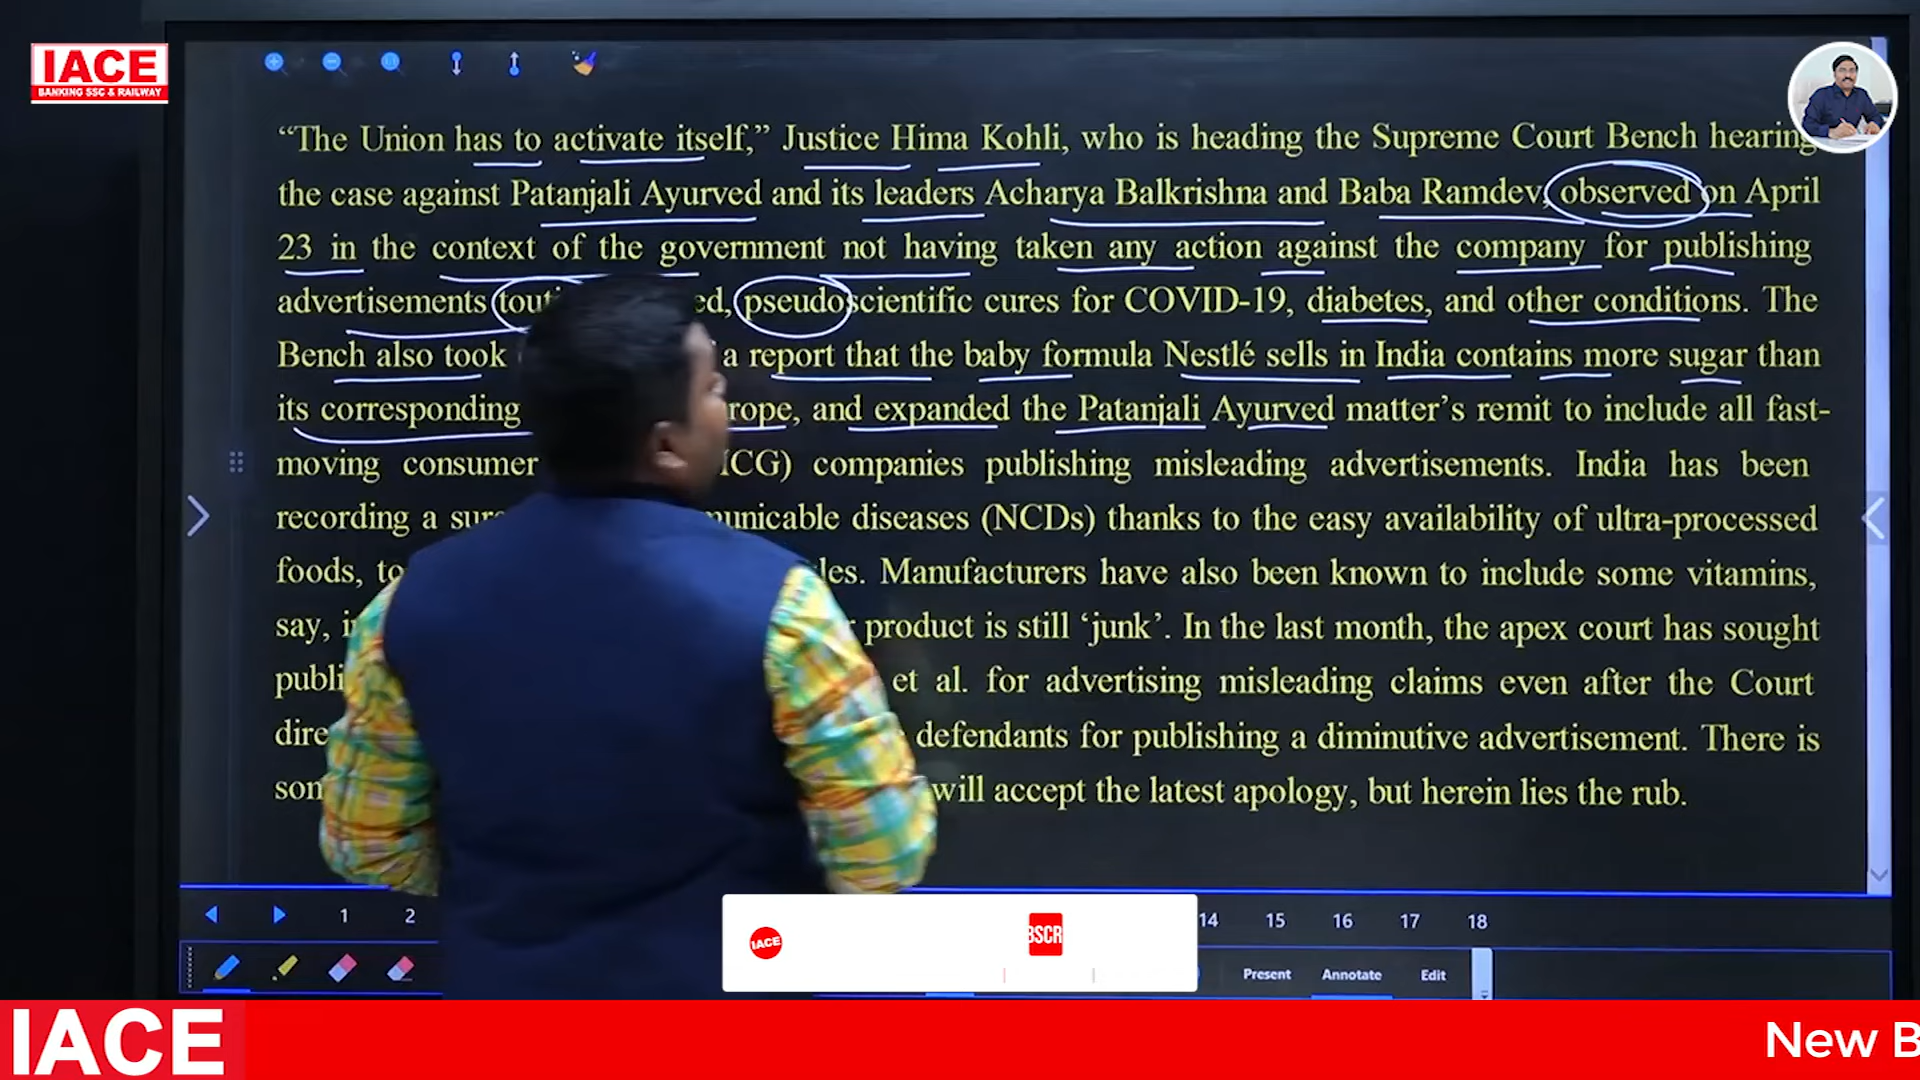 IACE
BANKING SSC & RAILWAY
“The Union has to activate itself,” Justice Hima Kohli, who is heading the Supreme Court Bench hearing
the case against Patanjali Ayurved and its leaders Acharya Balkrishna and Baba Ramdev, observed on April
23 in the context of the government not having taken any action against the company for publishing
advertisements pseudoscientific cures for COVID-19, diabetes, and other conditions. The
Bench also took a report that the baby formula Nestlé sells in India contains more sugar than
its corresponding and expanded the Patanjali Ayurved matter’s remit to include all fast-
moving consumer companies publishing misleading advertisements. India has been
recording a diseases (NCDs) thanks to the easy availability of ultra-processed
foods, Manufacturers have also been known to include some vitamins,
say, product is still ‘junk’. In the last month, the apex court has sought
et al. for advertising misleading claims even after the Court
defendants for publishing a diminutive advertisement. There is
will accept the latest apology, but herein lies the rub.
1 2 14 15 16 17 18
IACE
Present Annotate Edit
IACE
New